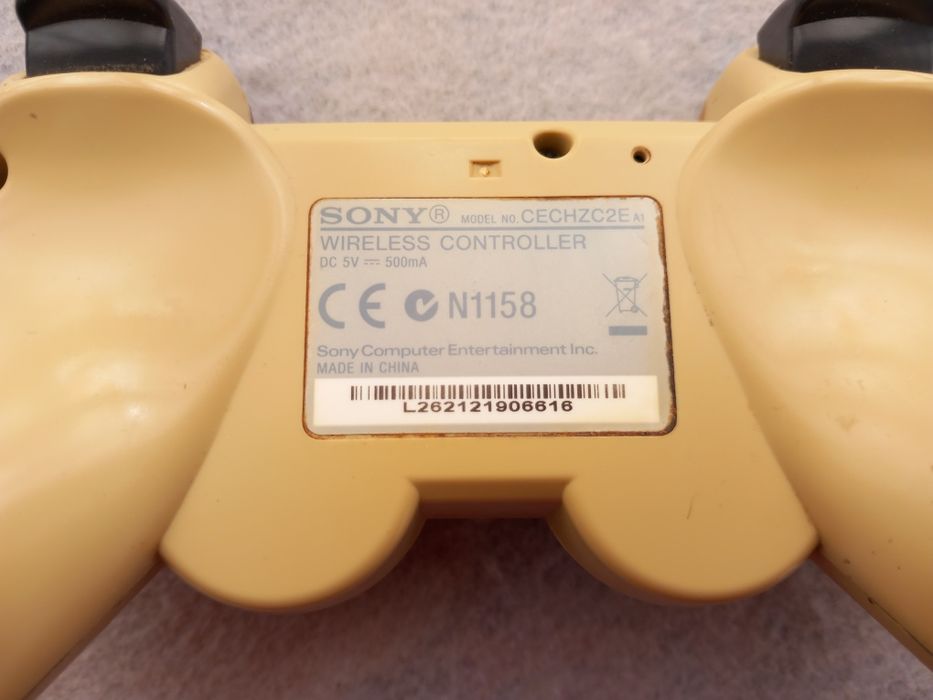 SONY® MODEL NO. CECHZC2E A1
WIRELESS CONTROLLER
DC 5V ⎓ 500mA
CE N1158
Sony Computer Entertainment Inc.
MADE IN CHINA
L262121906616